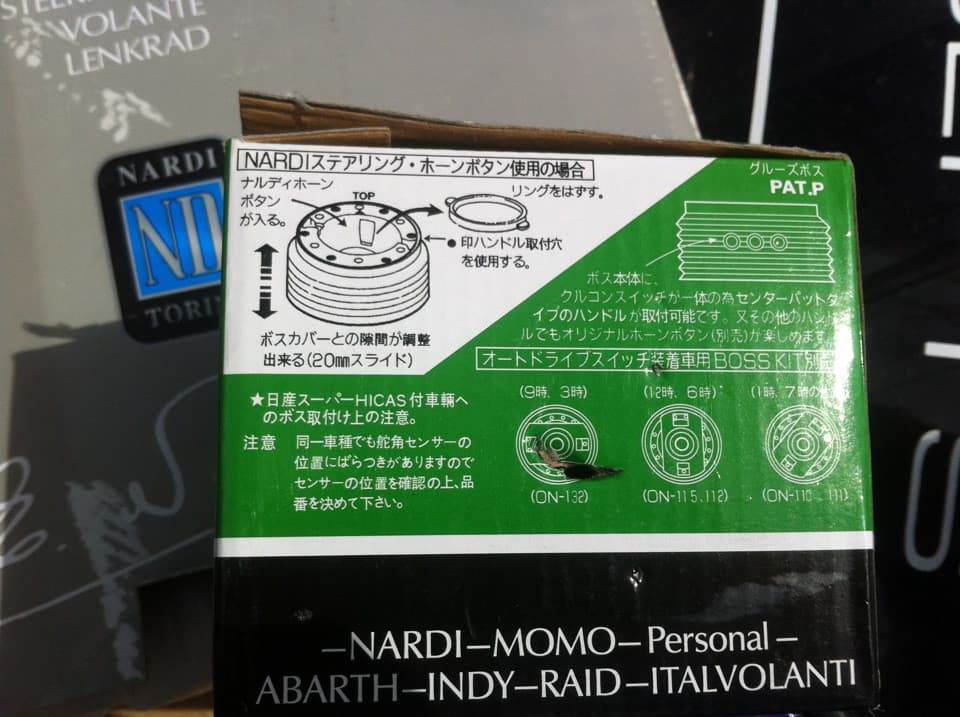 VOLANTE
LENKRAD
NARDI
ND
NARDIステアリング・ホーンボタン使用の場合
ナルディホーン
ボタン
が入る。
TOP
リングをはずす。
●印ハンドル取付穴
を使用する。
ボスカバーとの隙間が調整
出来る(20mmスライド)
グルーズボス
PAT.P
ボス本体に、
クルコンスイッチが一体の為センターパットタ
イプのハンドルが取付可能です。又その他のハンド
ルでもオリジナルホーンボタン(別売)が楽しめます
オートドライブスイッチ装着車用BOSS KIT別
★日産スーパーHICAS付車輌へ
のボス取付け上の注意。
注意 同一車種でも舵角センサーの
位置にばらつきがありますので
センサーの位置を確認の上、品
番を決めて下さい。
(9時、3時) (12時、6時) (1時、7時の
(ON-132) (ON-115,112) (ON-110
–NARDI–MOMO–Personal–
ABARTH–INDY–RAID–ITALVOLANTI